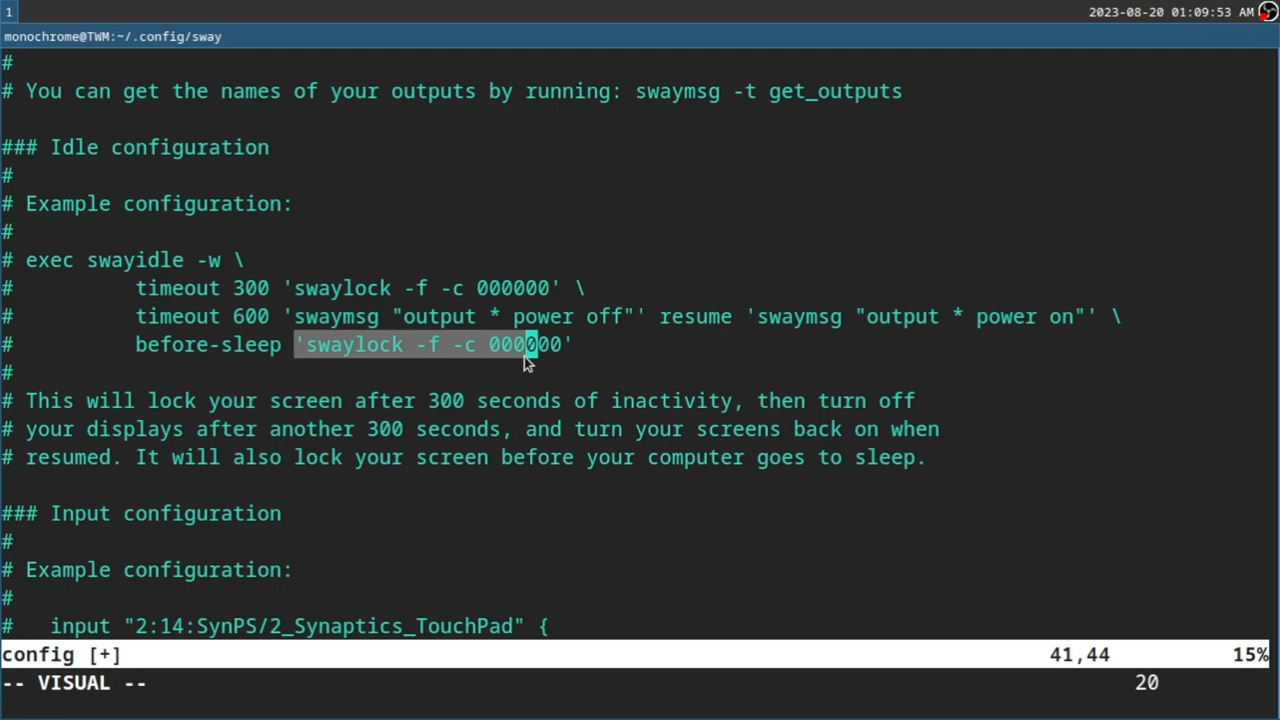 1
2023-08-20 01:09:53 AM
monochrome@TWM:~/.config/sway
#
# You can get the names of your outputs by running: swaymsg -t get_outputs
### Idle configuration
#
# Example configuration:
#
# exec swayidle -w \
#          timeout 300 'swaylock -f -c 000000' \
#          timeout 600 'swaymsg "output * power off"' resume 'swaymsg "output * power on"' \
#          before-sleep 'swaylock -f -c 000000'
#
# This will lock your screen after 300 seconds of inactivity, then turn off
# your displays after another 300 seconds, and turn your screens back on when
# resumed. It will also lock your screen before your computer goes to sleep.
### Input configuration
#
# Example configuration:
#
#   input "2:14:SynPS/2_Synaptics_TouchPad" {
config [+] 41,44 15%
-- VISUAL -- 20